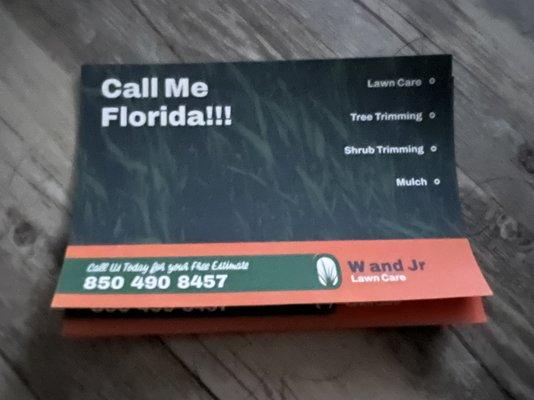 Call Me
Florida!!!
Lawn Care
Tree Trimming
Shrub Trimming
Mulch
Call Us Today for your Free Estimate
850 490 8457
W and Jr
Lawn Care